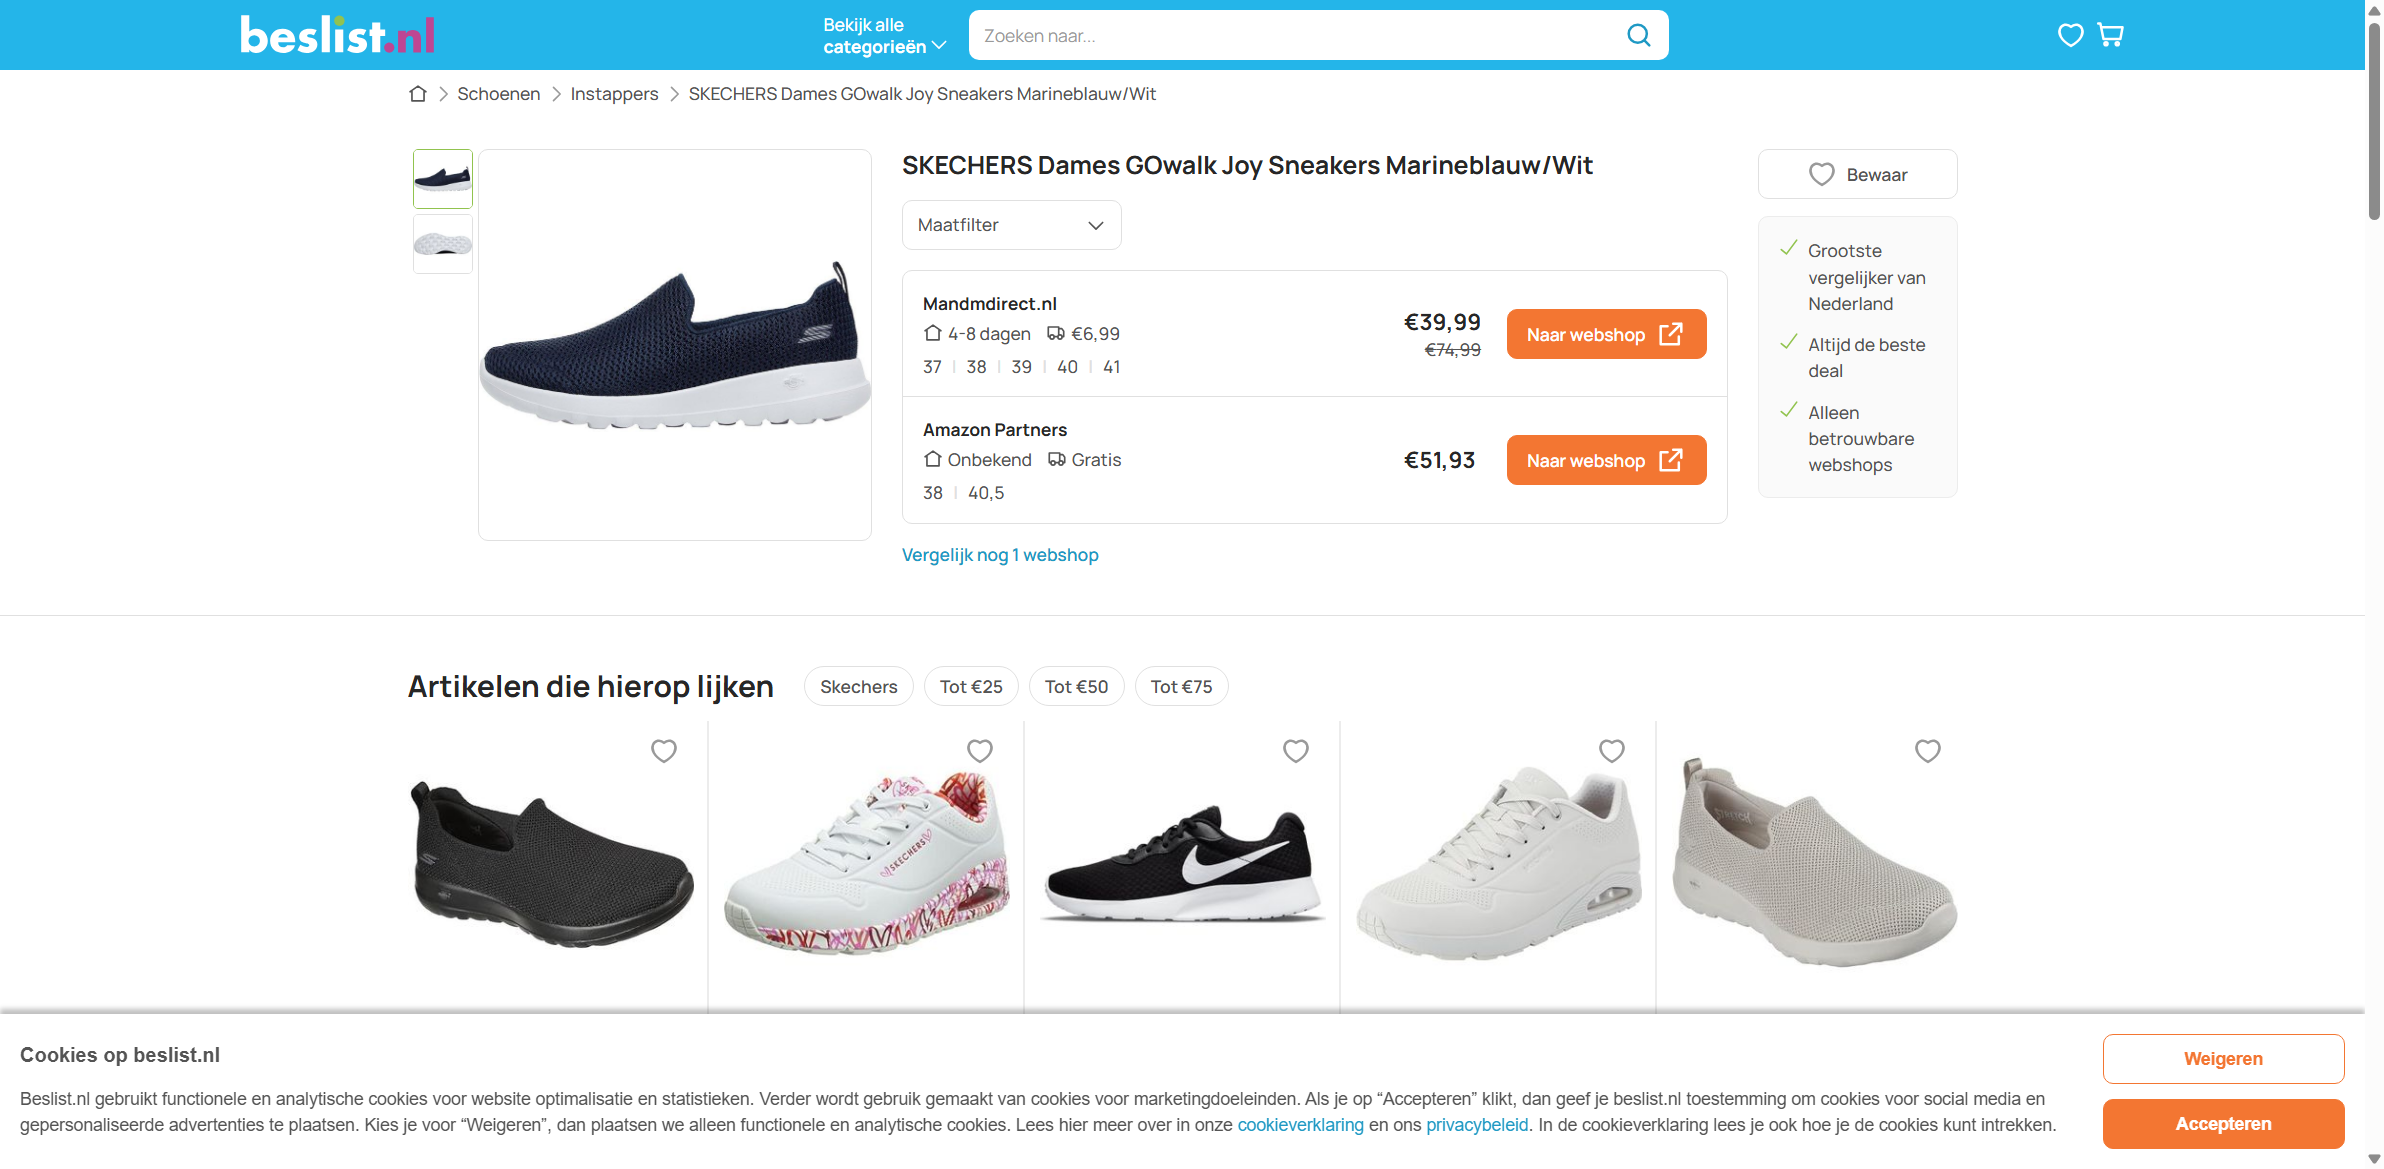 beslist.nl
Bekijk alle
categorieën
Zoeken naar...
Schoenen
Instappers
SKECHERS Dames GOwalk Joy Sneakers Marineblauw/Wit
SKECHERS Dames GOwalk Joy Sneakers Marineblauw/Wit
Maatfilter
Mandmdirect.nl
4-8 dagen €6,99
37 38 39 40 41
€39,99
€74,99
Naar webshop
Amazon Partners
Onbekend Gratis
38 40,5
€51,93
Naar webshop
Vergelijk nog 1 webshop
Bewaar
Grootste
vergelijker van
Nederland
Altijd de beste
deal
Alleen
betrouwbare
webshops
Artikelen die hierop lijken
Skechers
Tot €25
Tot €50
Tot €75
SKECHERS
STRETCH
Cookies op beslist.nl
Beslist.nl gebruikt functionele en analytische cookies voor website optimalisatie en statistieken. Verder wordt gebruik gemaakt van cookies voor marketingdoeleinden. Als je op “Accepteren” klikt, dan geef je beslist.nl toestemming om cookies voor social media en
gepersonaliseerde advertenties te plaatsen. Kies je voor “Weigeren”, dan plaatsen we alleen functionele en analytische cookies. Lees hier meer over in onze cookieverklaring en ons privacybeleid. In de cookieverklaring lees je ook hoe je de cookies kunt intrekken.
Weigeren
Accepteren